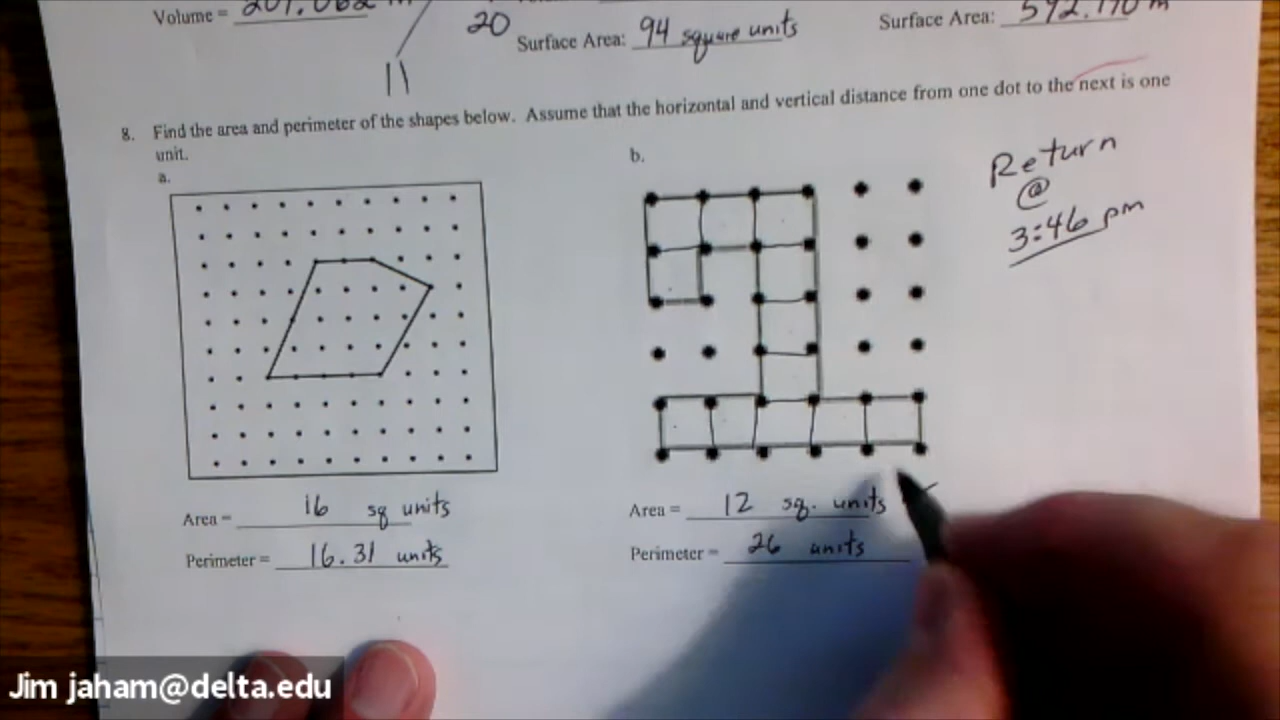 Volume =
20
11
Surface Area: 94 square units
Surface Area:
8. Find the area and perimeter of the shapes below. Assume that the horizontal and vertical distance from one dot to the next is one
unit.
a.
b.
Return
@
3:46 pm
Area = 16 sq units
Perimeter = 16.31 units
Area = 12 sq. units
Perimeter = 26 units
Jim jaham@delta.edu